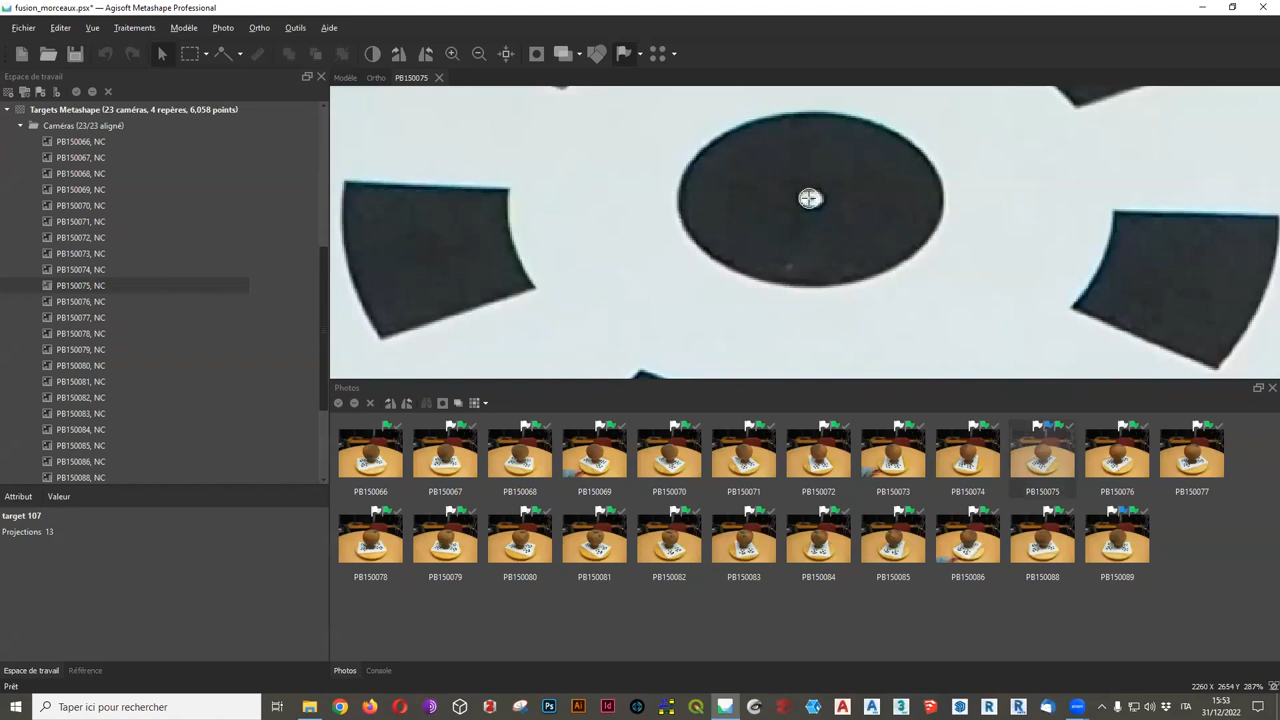 fusion_morceaux.psx* — Agisoft Metashape Professional
Fichier Editer Vue Traitements Modèle Photo Ortho Outils Aide
Espace de travail
Modèle Ortho PB150075
Targets Metashape (23 caméras, 4 repères, 6,058 points)
Caméras (23/23 aligné)
PB150066, NC
PB150067, NC
PB150068, NC
PB150069, NC
PB150070, NC
PB150071, NC
PB150072, NC
PB150073, NC
PB150074, NC
PB150075, NC
PB150076, NC
PB150077, NC
PB150078, NC
PB150079, NC
PB150080, NC
PB150081, NC
PB150082, NC
PB150083, NC
PB150084, NC
PB150085, NC
PB150086, NC
PB150088, NC
Attribut Valeur
target 107
Projections 13
Photos
PB150066 PB150067 PB150068 PB150069 PB150070 PB150071 PB150072 PB150073 PB150074 PB150075 PB150076 PB150077
PB150078 PB150079 PB150080 PB150081 PB150082 PB150083 PB150084 PB150085 PB150086 PB150088 PB150089
Espace de travail Référence
Photos Console
Prêt
2260 X 2654 Y 287%
Taper ici pour rechercher
ITA
15:53
31/12/2022